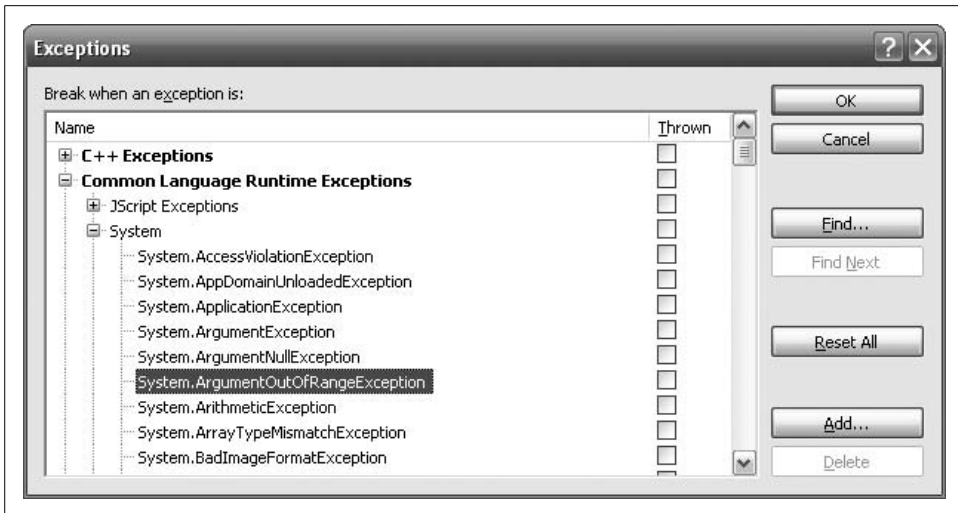 Exceptions
Break when an exception is:
Name Thrown
C++ Exceptions
Common Language Runtime Exceptions
JScript Exceptions
System
System.AccessViolationException
System.AppDomainUnloadedException
System.ApplicationException
System.ArgumentException
System.ArgumentNullException
System.ArgumentOutOfRangeException
System.ArithmeticException
System.ArrayTypeMismatchException
System.BadImageFormatException
OK
Cancel
Find...
Find Next
Reset All
Add...
Delete